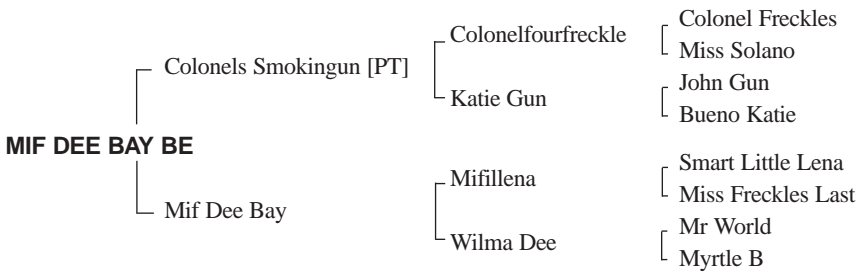 Colonel Freckles
Colonelfourfreckle
Miss Solano
Colonels Smokingun [PT]
John Gun
Katie Gun
Bueno Katie
MIF DEE BAY BE
Smart Little Lena
Mifillena
Miss Freckles Last
Mif Dee Bay
Mr World
Wilma Dee
Myrtle B